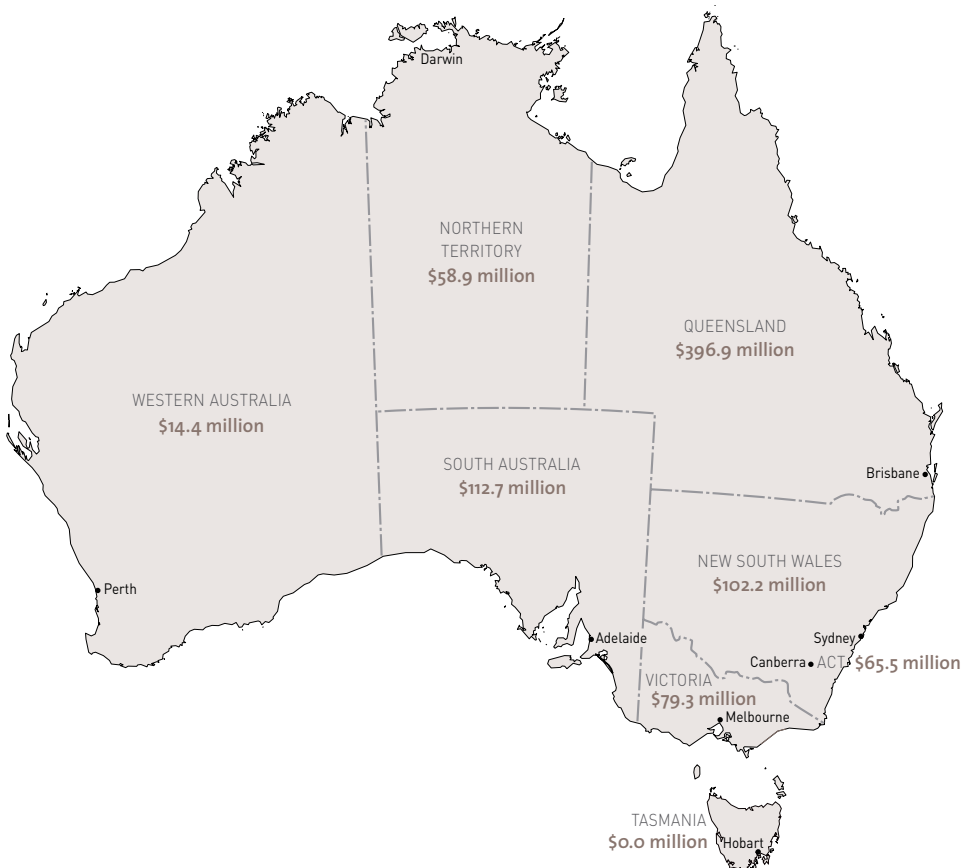 Darwin
NORTHERN
TERRITORY
$58.9 million
QUEENSLAND
$396.9 million
WESTERN AUSTRALIA
$14.4 million
SOUTH AUSTRALIA
$112.7 million
Brisbane
NEW SOUTH WALES
$102.2 million
Perth
Adelaide
Sydney
Canberra ACT $65.5 million
VICTORIA
$79.3 million
Melbourne
TASMANIA
$0.0 million
Hobart